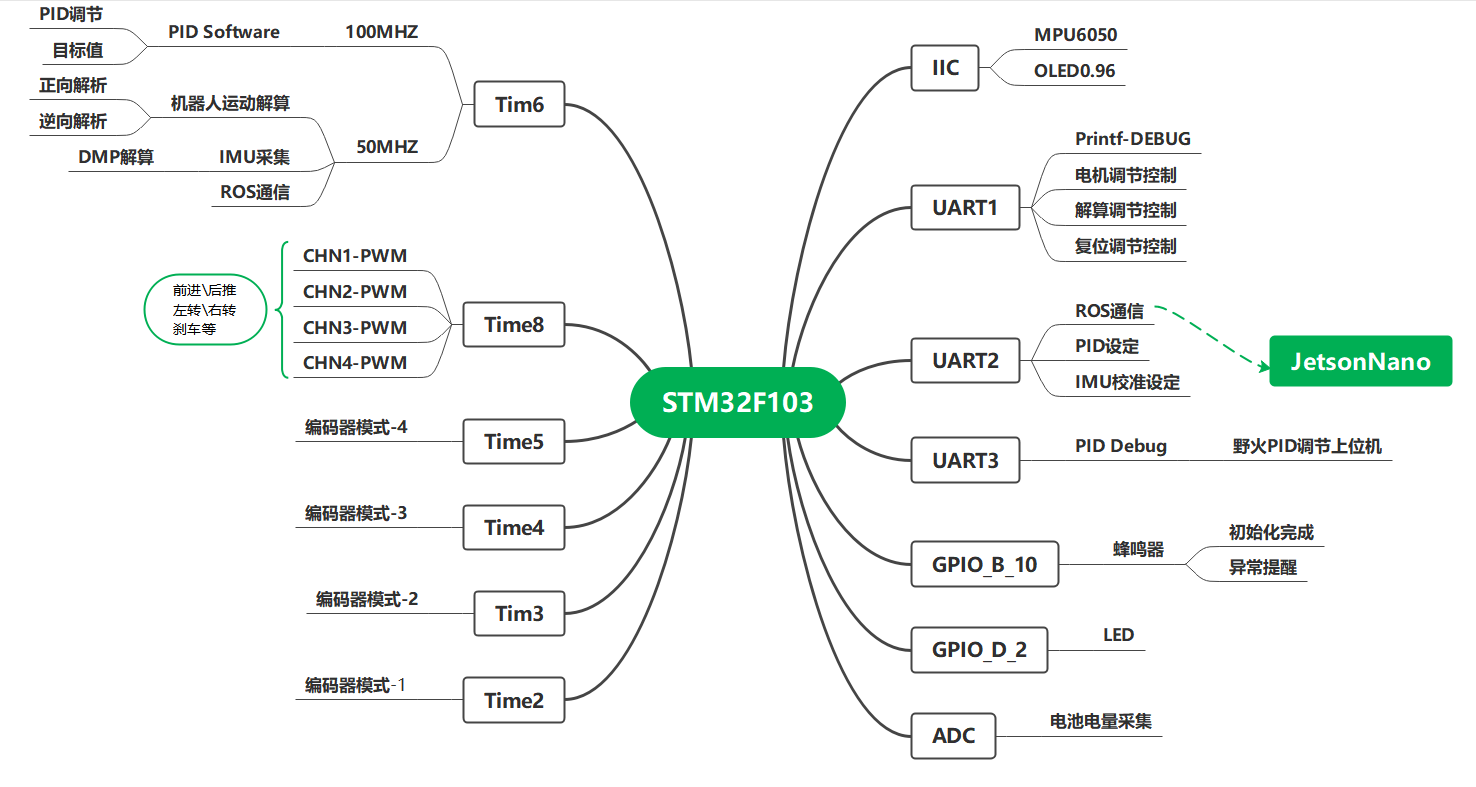 STM32F103
Tim6
100MHZ
PID Software
PID调节
目标值
50MHZ
机器人运动解算
正向解析
逆向解析
IMU采集
DMP解算
ROS通信
Time8
CHN1-PWM
CHN2-PWM
CHN3-PWM
CHN4-PWM
前进\后推
左转\右转
刹车等
Time5
编码器模式-4
Time4
编码器模式-3
Tim3
编码器模式-2
Time2
编码器模式-1
IIC
MPU6050
OLED0.96
UART1
Printf-DEBUG
电机调节控制
解算调节控制
复位调节控制
UART2
ROS通信
PID设定
IMU校准设定
JetsonNano
UART3
PID Debug
野火PID调节上位机
GPIO_B_10
蜂鸣器
初始化完成
异常提醒
GPIO_D_2
LED
ADC
电池电量采集